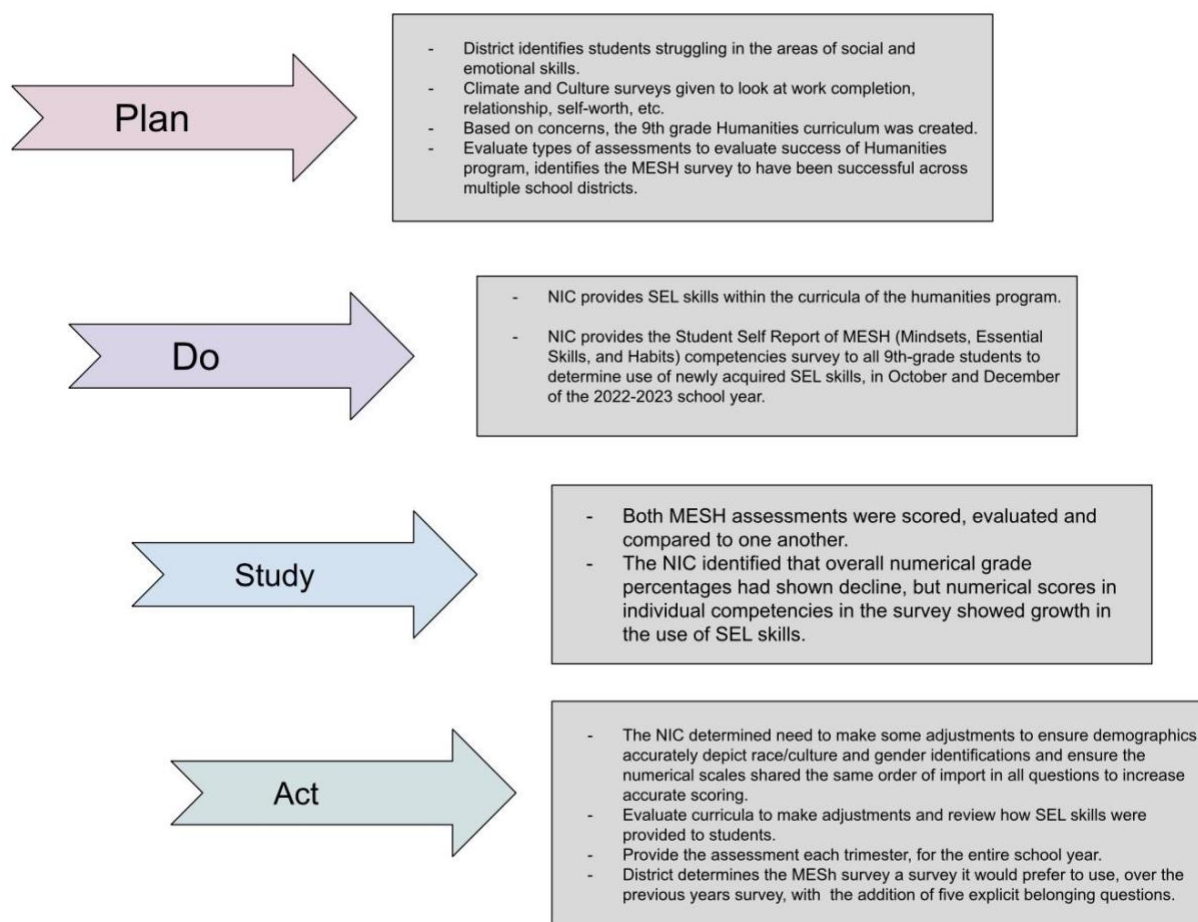 Plan
- District identifies students struggling in the areas of social and
emotional skills.
- Climate and Culture surveys given to look at work completion,
relationship, self-worth, etc.
- Based on concerns, the 9th grade Humanities curriculum was created.
- Evaluate types of assessments to evaluate success of Humanities
program, identifies the MESH survey to have been successful across
multiple school districts.
Do
- NIC provides SEL skills within the curricula of the humanities program.
- NIC provides the Student Self Report of MESH (Mindsets, Essential
Skills, and Habits) competencies survey to all 9th-grade students to
determine use of newly acquired SEL skills, in October and December
of the 2022-2023 school year.
Study
- Both MESH assessments were scored, evaluated and
compared to one another.
- The NIC identified that overall numerical grade
percentages had shown decline, but numerical scores in
individual competencies in the survey showed growth in
the use of SEL skills.
Act
- The NIC determined need to make some adjustments to ensure demographics
accurately depict race/culture and gender identifications and ensure the
numerical scales shared the same order of import in all questions to increase
accurate scoring.
- Evaluate curricula to make adjustments and review how SEL skills were
provided to students.
- Provide the assessment each trimester, for the entire school year.
- District determines the MESh survey a survey it would prefer to use, over the
previous years survey, with the addition of five explicit belonging questions.